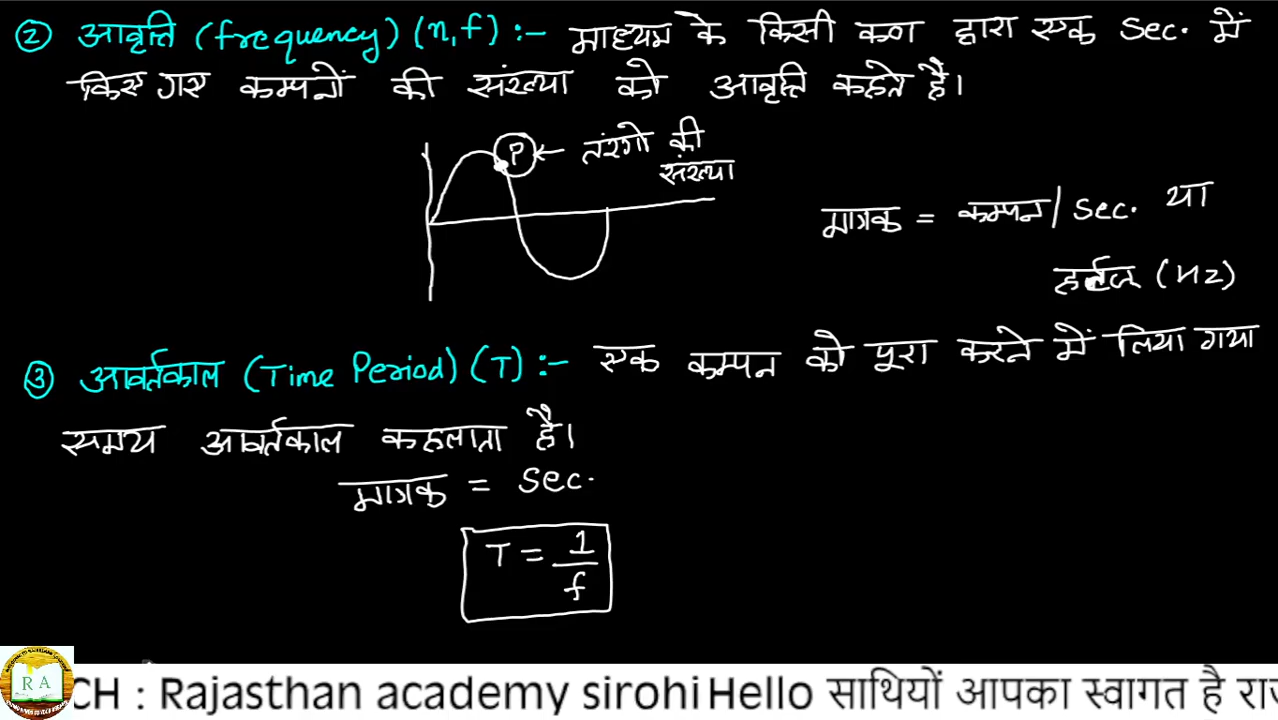 ② आवृत्ति (frequency) (n,f) :- माध्यम के किसी कण द्वारा एक Sec. में
किए गए कम्पनों की संख्या को आवृत्ति कहते है।
P ← तरंगो की
संख्या
मात्रक = कम्पन/Sec. या
हर्टज (Hz)
③ आवर्तकाल (Time Period) (T) :- एक कम्पन को पूरा करने में लिया गया
समय आवर्तकाल कहलाता है।
मात्रक = Sec.
T = 1/f
RA
CH : Rajasthan academy sirohi Hello साथियों आपका स्वागत है